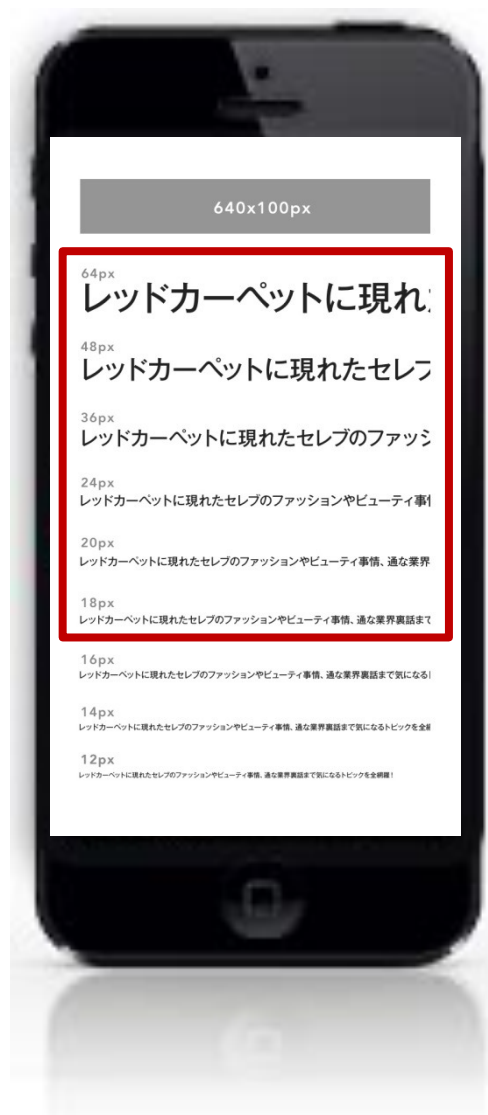 640x100px
64px
レッドカーペットに現れ
48px
レッドカーペットに現れたセレブ
36px
レッドカーペットに現れたセレブのファッシ
24px
レッドカーペットに現れたセレブのファッションやビューティ事情
20px
レッドカーペットに現れたセレブのファッションやビューティ事情、通な業界
18px
レッドカーペットに現れたセレブのファッションやビューティ事情、通な業界裏話まで
16px
レッドカーペットに現れたセレブのファッションやビューティ事情、通な業界裏話まで気になる
14px
レッドカーペットに現れたセレブのファッションやビューティ事情、通な業界裏話まで気になるトピックを全網
12px
レッドカーペットに現れたセレブのファッションやビューティ事情、通な業界裏話まで気になるトピックを全網羅！